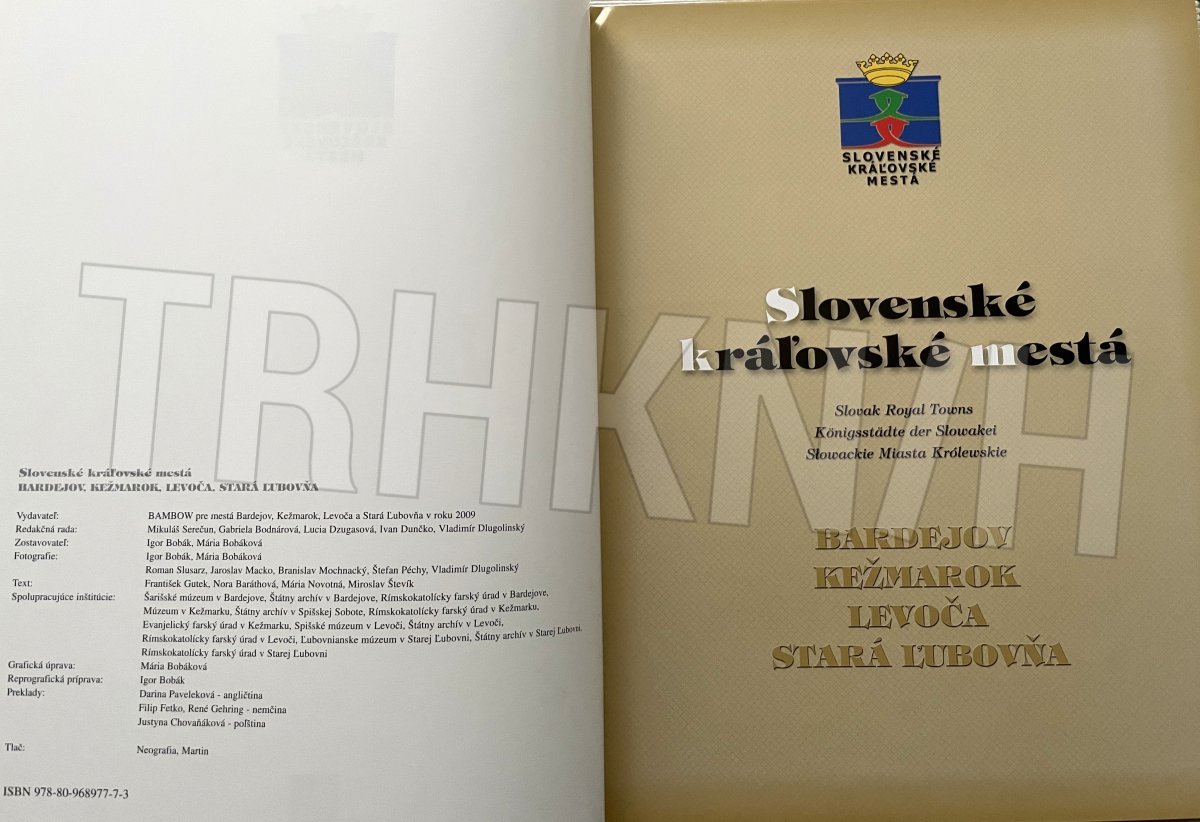 Slovenské kráľovské mestá
BARDEJOV, KEŽMAROK, LEVOČA, STARÁ ĽUBOVŇA
Vydavateľ: BAMBOW pre mestá Bardejov, Kežmarok, Levoča a Stará Ľubovňa v roku 2009
Redakčná rada: Mikuláš Serečun, Gabriela Bodnárová, Lucia Dzugasová, Ivan Dunčko, Vladimír Dlugolinský
Zostavovateľ: Igor Bobák, Mária Bobáková
Fotografie: Igor Bobák, Mária Bobáková
Roman Slusarz, Jaroslav Macko, Branislav Mochnacký, Štefan Péchy, Vladimír Dlugolinský
Text: František Gutek, Nora Baráthová, Mária Novotná, Miroslav Števík
Spolupracujúce inštitúcie: Šarišské múzeum v Bardejove, Štátny archív v Bardejove, Rímskokatolícky farský úrad v Bardejove,
Múzeum v Kežmarku, Štátny archív v Spišskej Sobote, Rímskokatolícky farský úrad v Kežmarku,
Evanjelický farský úrad v Kežmarku, Spišské múzeum v Levoči, Štátny archív v Levoči,
Rímskokatolícky farský úrad v Levoči, Ľubovnianske múzeum v Starej Ľubovni, Štátny archív v Starej Ľubovni,
Rímskokatolícky farský úrad v Starej Ľubovni
Grafická úprava: Mária Bobáková
Reprografická príprava: Igor Bobák
Preklady: Darina Paveleková - angličtina
Filip Fetko, René Gehring - nemčina
Justyna Chovaňáková - poľština
Tlač: Neografia, Martin
ISBN 978-80-968977-7-3
SLOVENSKÉ
KRÁĽOVSKÉ
MESTÁ
Slovenské
kráľovské mestá
Slovak Royal Towns
Königsstädte der Slowakei
Słowackie Miasta Królewskie
BARDEJOV
KEŽMAROK
LEVOČA
STARÁ ĽUBOVŇA
TRHKNIH